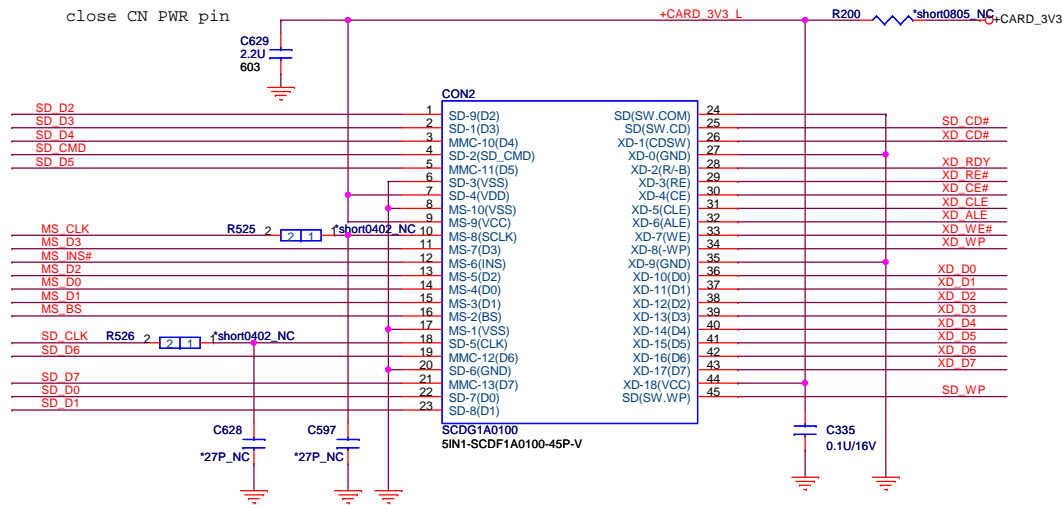 close CN PWR pin
+CARD_3V3_L
R200
*short0805_NC
+CARD_3V3
C629
2.2U
603
CON2
SD_D2 1 SD-9(D2)
SD_D3 2 SD-1(D3)
SD_D4 3 MMC-10(D4)
SD_CMD 4 SD-2(SD_CMD)
SD_D5 5 MMC-11(D5)
6 SD-3(VSS)
7 SD-4(VDD)
8 MS-10(VSS)
9 MS-9(VCC)
MS_CLK R525 2 2 1 1 *short0402_NC 10 MS-8(SCLK)
MS_D3 11 MS-7(D3)
MS_INS# 12 MS-6(INS)
MS_D2 13 MS-5(D2)
MS_D0 14 MS-4(D0)
MS_D1 15 MS-3(D1)
MS_BS 16 MS-2(BS)
17 MS-1(VSS)
SD_CLK R526 2 2 1 1 *short0402_NC 18 SD-5(CLK)
SD_D6 19 MMC-12(D6)
20 SD-6(GND)
SD_D7 21 MMC-13(D7)
SD_D0 22 SD-7(D0)
SD_D1 23 SD-8(D1)
SD(SW.COM) 24
SD(SW.CD) 25 SD_CD#
XD-1(CDSW) 26 XD_CD#
XD-0(GND) 27
XD-2(R/-B) 28 XD_RDY
XD-3(RE) 29 XD_RE#
XD-4(CE) 30 XD_CE#
XD-5(CLE) 31 XD_CLE
XD-6(ALE) 32 XD_ALE
XD-7(WE) 33 XD_WE#
XD-8(-WP) 34 XD_WP
XD-9(GND) 35
XD-10(D0) 36 XD_D0
XD-11(D1) 37 XD_D1
XD-12(D2) 38 XD_D2
XD-13(D3) 39 XD_D3
XD-14(D4) 40 XD_D4
XD-15(D5) 41 XD_D5
XD-16(D6) 42 XD_D6
XD-17(D7) 43 XD_D7
XD-18(VCC) 44
SD(SW.WP) 45 SD_WP
SCDG1A0100
5IN1-SCDF1A0100-45P-V
C628
*27P_NC
C597
*27P_NC
C335
0.1U/16V